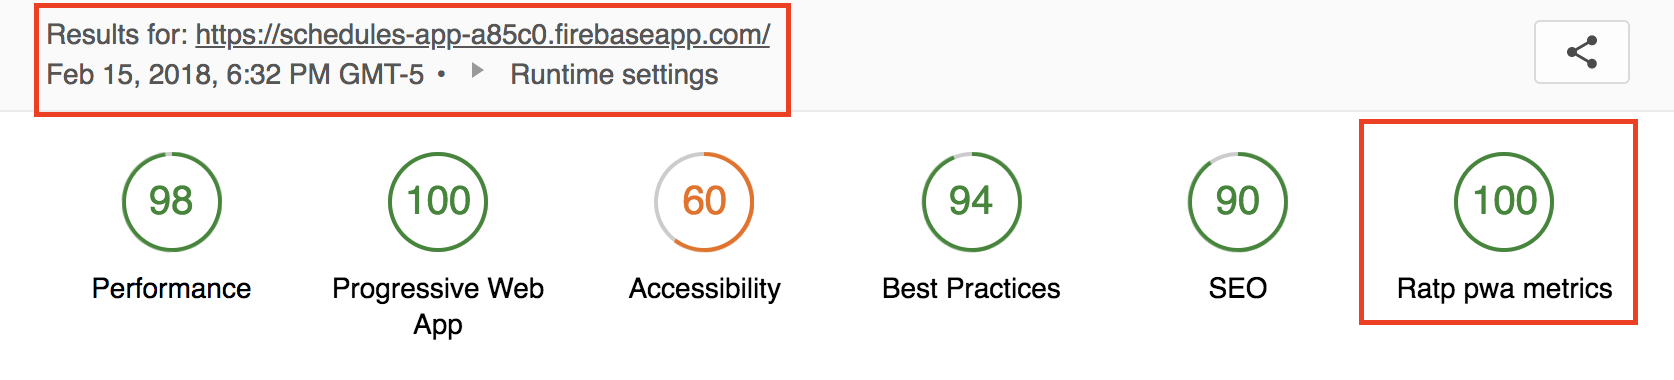 Results for: https://schedules-app-a85c0.firebaseapp.com/
Feb 15, 2018, 6:32 PM GMT-5 • Runtime settings
98
100
60
94
90
100
Performance
Progressive Web
App
Accessibility
Best Practices
SEO
Ratp pwa metrics